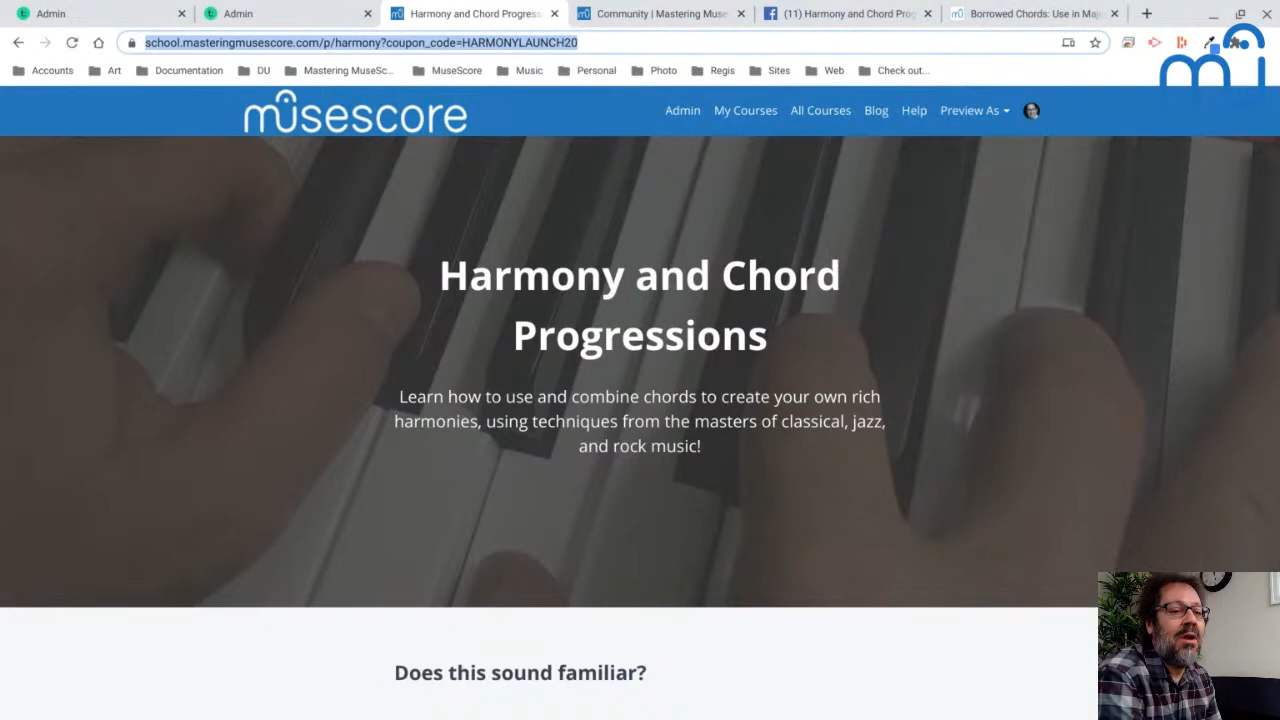 Admin
Admin
Harmony and Chord Progress
Community | Mastering Muse
(11) Harmony and Chord Prog
Borrowed Chords: Use in Maj
school.masteringmusescore.com/p/harmony?coupon_code=HARMONYLAUNCH20
Accounts
Art
Documentation
DU
Mastering MuseSc...
MuseScore
Music
Personal
Photo
Regis
Sites
Web
Check out...
mu
musescore
Admin
My Courses
All Courses
Blog
Help
Preview As
Harmony and Chord
Progressions
Learn how to use and combine chords to create your own rich
harmonies, using techniques from the masters of classical, jazz,
and rock music!
Does this sound familiar?